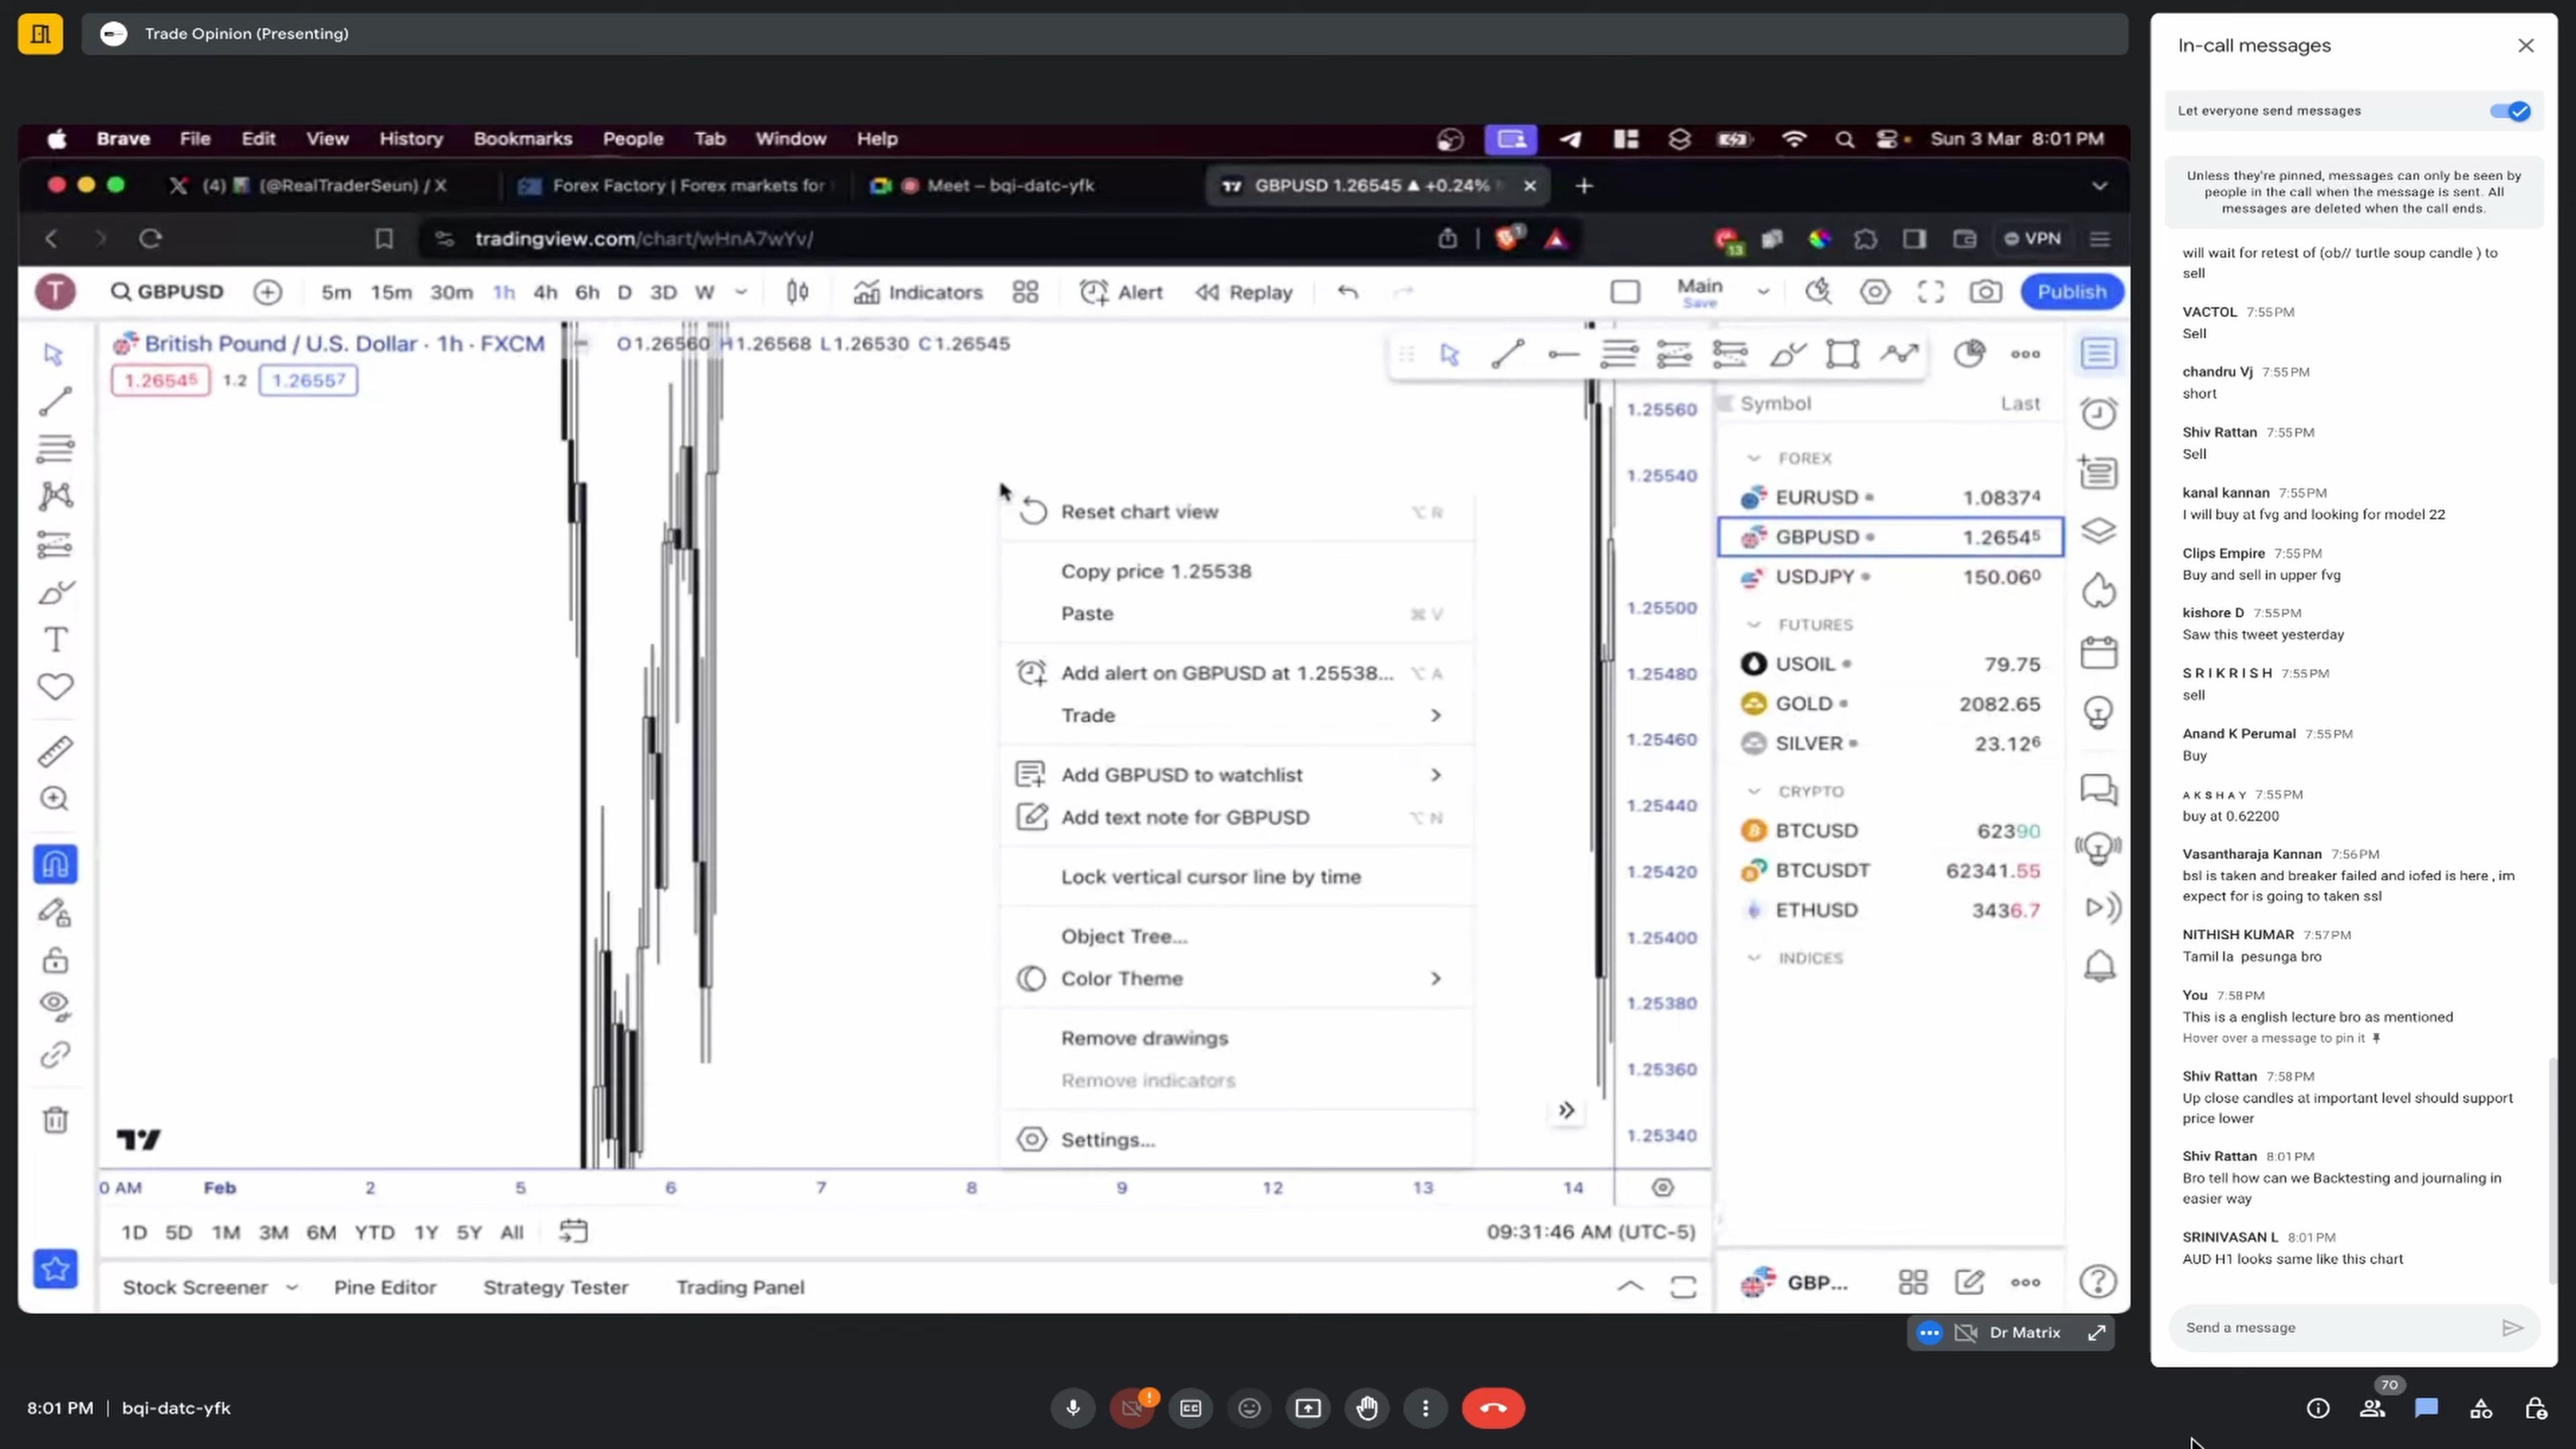 Trade Opinion (Presenting)
Brave File Edit View History Bookmarks People Tab Window Help
Sun 3 Mar 8:01 PM
(4) (@RealTraderSeun) / X
Forex Factory | Forex markets for
Meet – bqi-datc-yfk
GBPUSD 1.26545 ▲ +0.24%
tradingview.com/chart/wHnA7wYv/
1
13
VPN
T
GBPUSD
5m 15m 30m 1h 4h 6h D 3D W
Indicators
Alert
Replay
Main
Save
Publish
British Pound / U.S. Dollar · 1h · FXCM
O1.26560 H1.26568 L1.26530 C1.26545
1.26545
1.2
1.26557
1.25560
1.25540
1.25500
1.25480
1.25460
1.25440
1.25420
1.25400
1.25380
1.25360
1.25340
Reset chart view ⌥ R
Copy price 1.25538
Paste ⌘ V
Add alert on GBPUSD at 1.25538... ⌥ A
Trade
Add GBPUSD to watchlist
Add text note for GBPUSD ⌥ N
Lock vertical cursor line by time
Object Tree...
Color Theme
Remove drawings
Remove indicators
Settings...
Symbol Last
FOREX
EURUSD 1.08374
GBPUSD 1.26545
USDJPY 150.060
FUTURES
USOIL 79.75
GOLD 2082.65
SILVER 23.126
CRYPTO
BTCUSD 62390
BTCUSDT 62341.55
ETHUSD 3436.7
INDICES
0 AM Feb 2 5 6 7 8 9 12 13 14
1D 5D 1M 3M 6M YTD 1Y 5Y All
09:31:46 AM (UTC-5)
Stock Screener Pine Editor Strategy Tester Trading Panel
GBP...
Dr Matrix
8:01 PM | bqi-datc-yfk
70
In-call messages
Let everyone send messages
Unless they're pinned, messages can only be seen by
people in the call when the message is sent. All
messages are deleted when the call ends.
will wait for retest of (ob// turtle soup candle ) to
sell
VACTOL 7:55 PM
Sell
chandru Vj 7:55 PM
short
Shiv Rattan 7:55 PM
Sell
kanal kannan 7:55 PM
I will buy at fvg and looking for model 22
Clips Empire 7:55 PM
Buy and sell in upper fvg
kishore D 7:55 PM
Saw this tweet yesterday
S R I K R I S H 7:55 PM
sell
Anand K Perumal 7:55 PM
Buy
A K S H A Y 7:55 PM
buy at 0.62200
Vasantharaja Kannan 7:56 PM
bsl is taken and breaker failed and iofed is here , im
expect for is going to taken ssl
NITHISH KUMAR 7:57 PM
Tamil la pesunga bro
You 7:58 PM
This is a english lecture bro as mentioned
Hover over a message to pin it
Shiv Rattan 7:58 PM
Up close candles at important level should support
price lower
Shiv Rattan 8:01 PM
Bro tell how can we Backtesting and journaling in
easier way
SRINIVASAN L 8:01 PM
AUD H1 looks same like this chart
Send a message